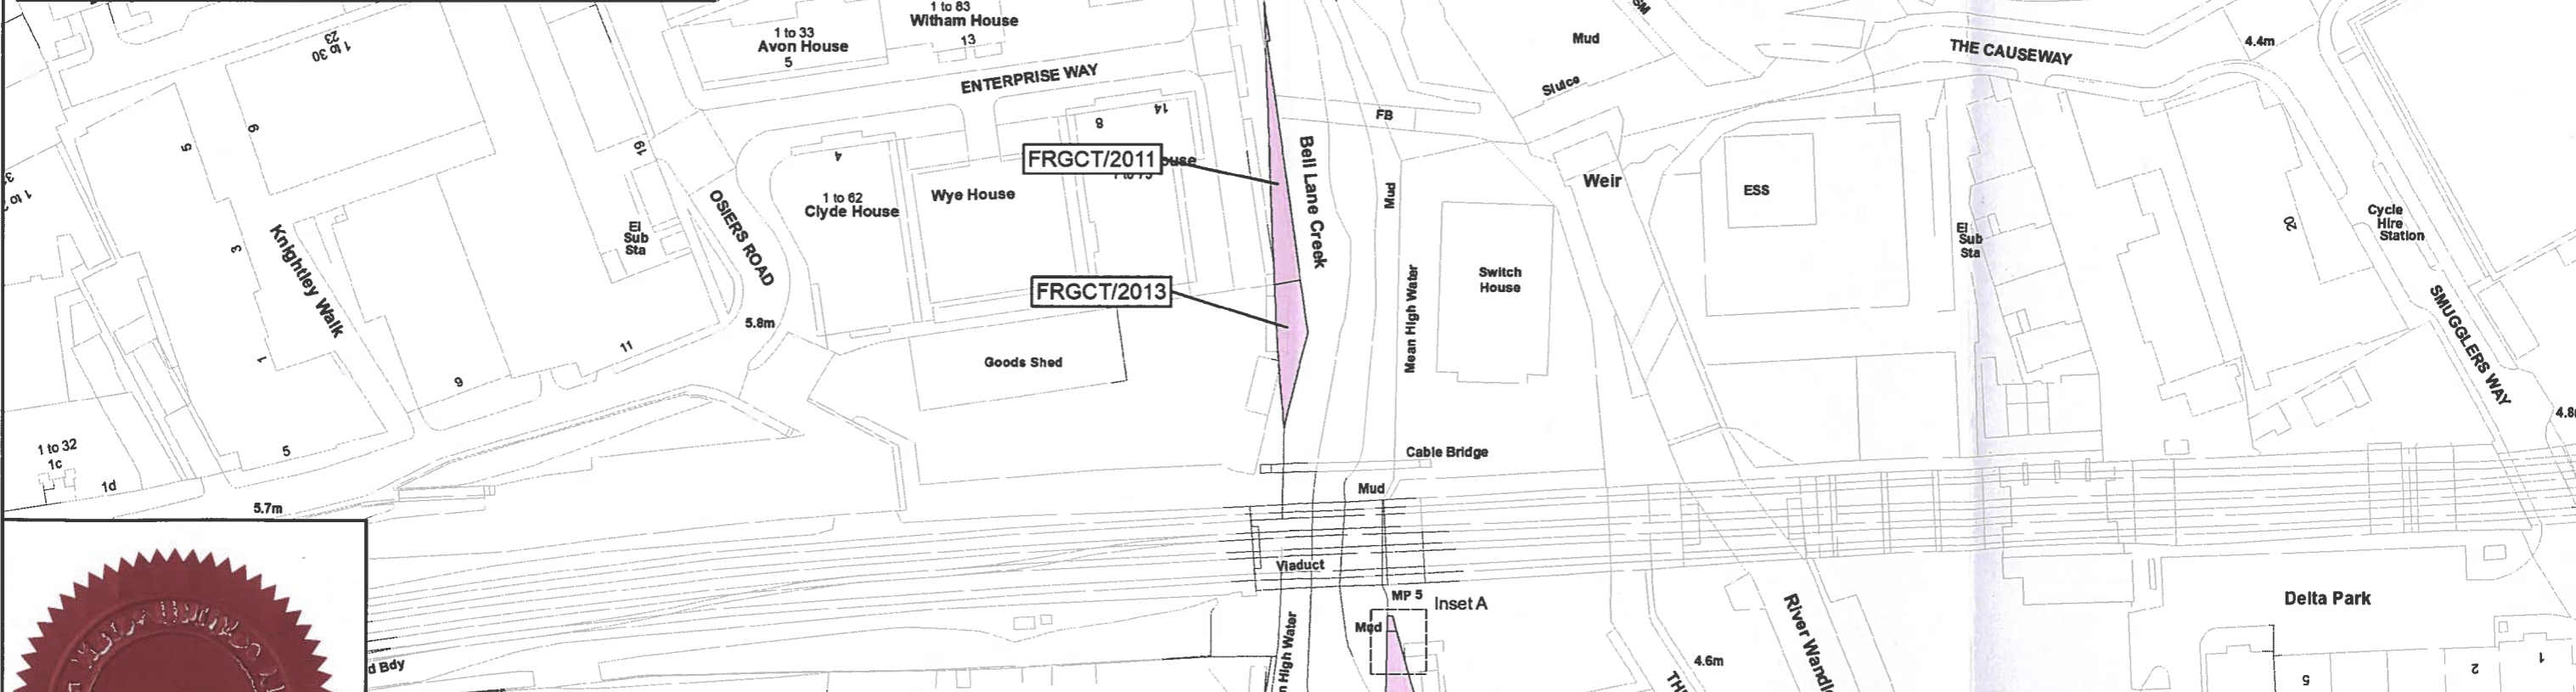 1 to 83
Witham House
13
1 to 33
Avon House
5
ENTERPRISE WAY
1 to 30
23
Mud
Sluice
THE CAUSEWAY
4.4m
FB
14
8
FRGCT/2011
4
1 to 62
Clyde House
Wye House
Bell Lane Creek
Mud
Weir
ESS
El
Sub
Sta
Cycle
Hire
Station
20
SMUGGLERS WAY
5
3
1
Knightley Walk
19
El
Sub
Sta
OSIERS ROAD
5.8m
FRGCT/2013
Goods Shed
Mean High Water
Switch
House
11
9
5
1 to 32
1c
1d
5.7m
Cable Bridge
Mud
Viaduct
MP 5
Inset A
Mud
4.6m
Delta Park
d Bdy
5
2
1